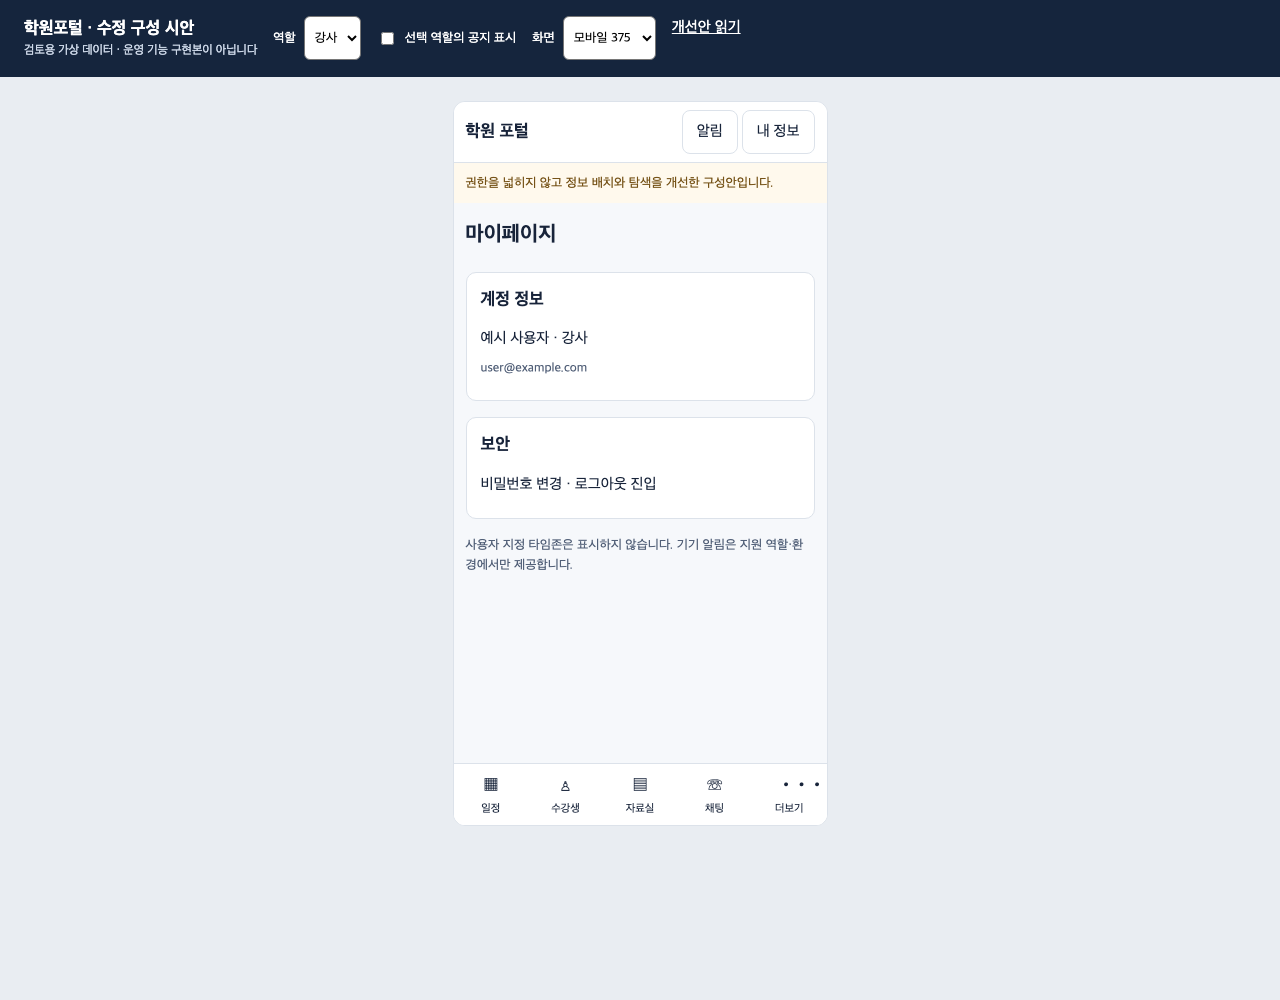 학원포털 · 수정 구성 시안
검토용 가상 데이터 · 운영 기능 구현본이 아닙니다
역할 강사 선택 역할의 공지 표시 화면 모바일 375 개선안 읽기
학원 포털 알림 내 정보
권한을 넓히지 않고 정보 배치와 탐색을 개선한 구성안입니다.
마이페이지
계정 정보
예시 사용자 · 강사
user@example.com
보안
비밀번호 변경 · 로그아웃 진입
사용자 지정 타임존은 표시하지 않습니다. 기기 알림은 지원 역할·환
경에서만 제공합니다.
일정 수강생 자료실 채팅 더보기